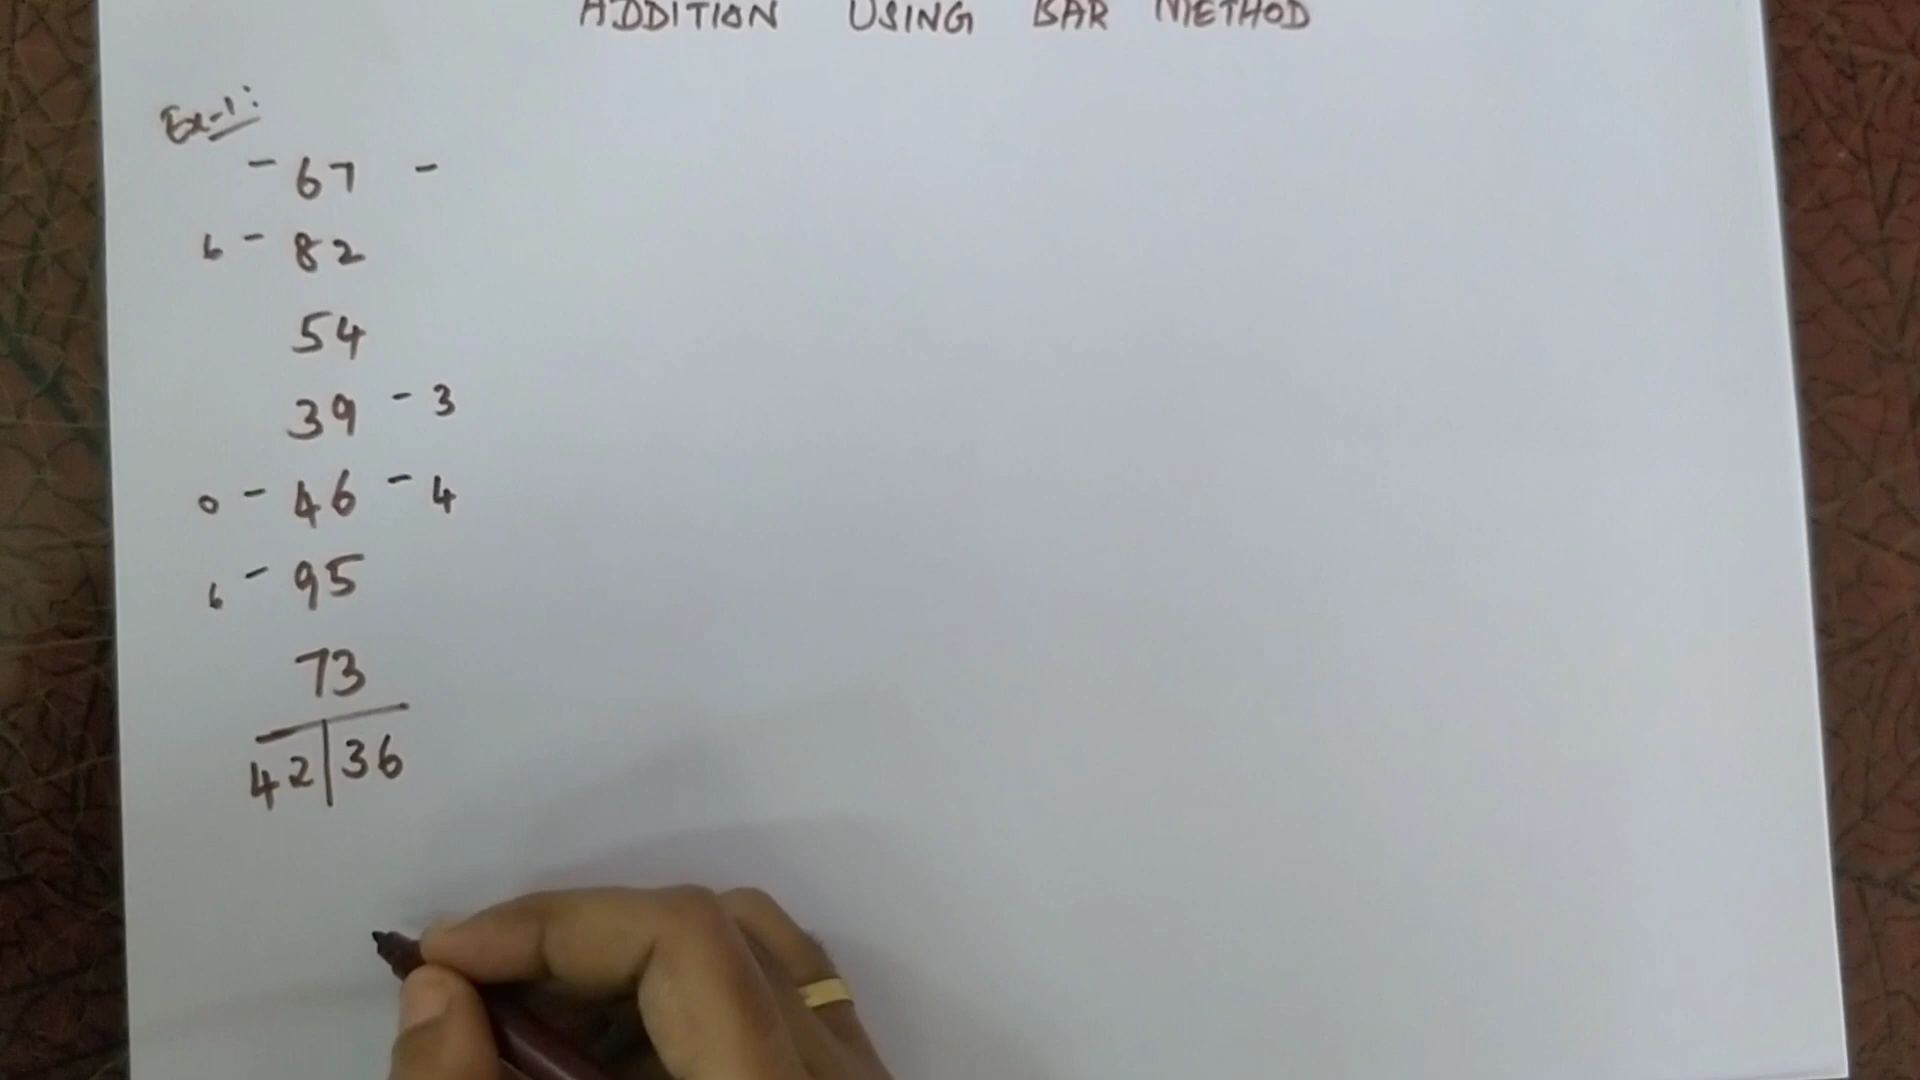 ADDITION USING BAR METHOD
Ex-1:
- 67 -
6 - 82
54
39 - 3
0 - 46 - 4
6 - 95
73
42|36